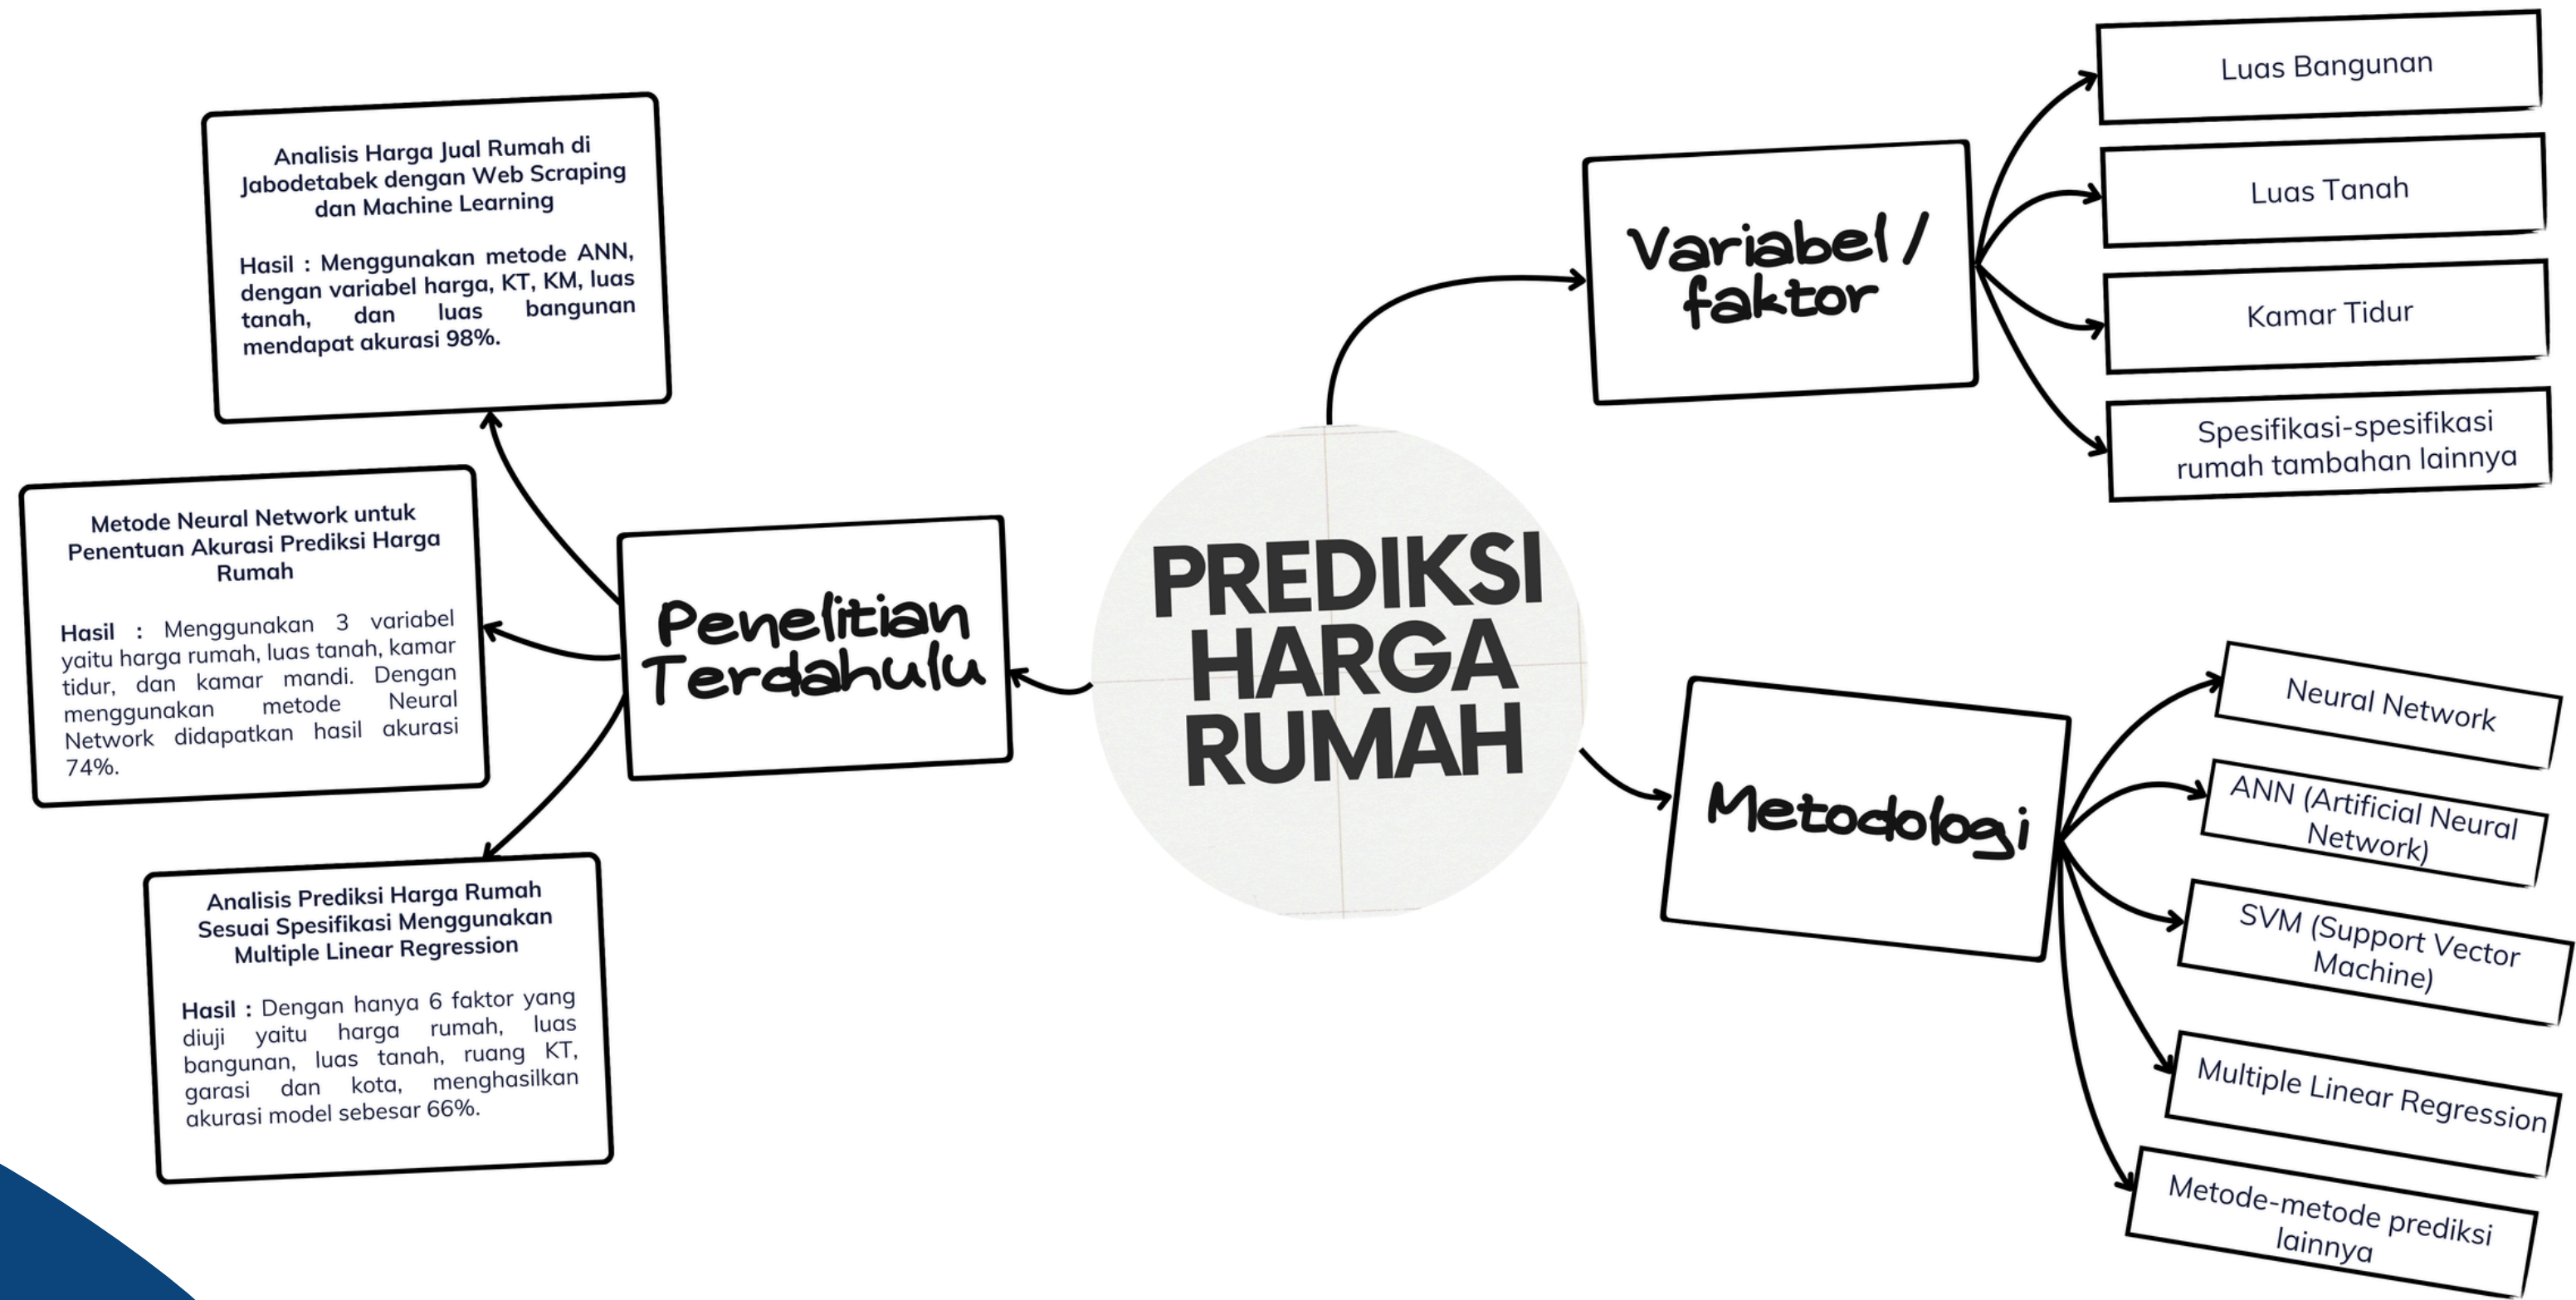 PREDIKSI
HARGA
RUMAH
Penelitian
Terdahulu
Analisis Harga Jual Rumah di
Jabodetabek dengan Web Scraping
dan Machine Learning
Hasil : Menggunakan metode ANN,
dengan variabel harga, KT, KM, luas
tanah, dan luas bangunan
mendapat akurasi 98%.
Metode Neural Network untuk
Penentuan Akurasi Prediksi Harga
Rumah
Hasil : Menggunakan 3 variabel
yaitu harga rumah, luas tanah, kamar
tidur, dan kamar mandi. Dengan
menggunakan metode Neural
Network didapatkan hasil akurasi
74%.
Analisis Prediksi Harga Rumah
Sesuai Spesifikasi Menggunakan
Multiple Linear Regression
Hasil : Dengan hanya 6 faktor yang
diuji yaitu harga rumah, luas
bangunan, luas tanah, ruang KT,
garasi dan kota, menghasilkan
akurasi model sebesar 66%.
Variabel /
faktor
Luas Bangunan
Luas Tanah
Kamar Tidur
Spesifikasi-spesifikasi
rumah tambahan lainnya
Metodologi
Neural Network
ANN (Artificial Neural
Network)
SVM (Support Vector
Machine)
Multiple Linear Regression
Metode-metode prediksi
lainnya